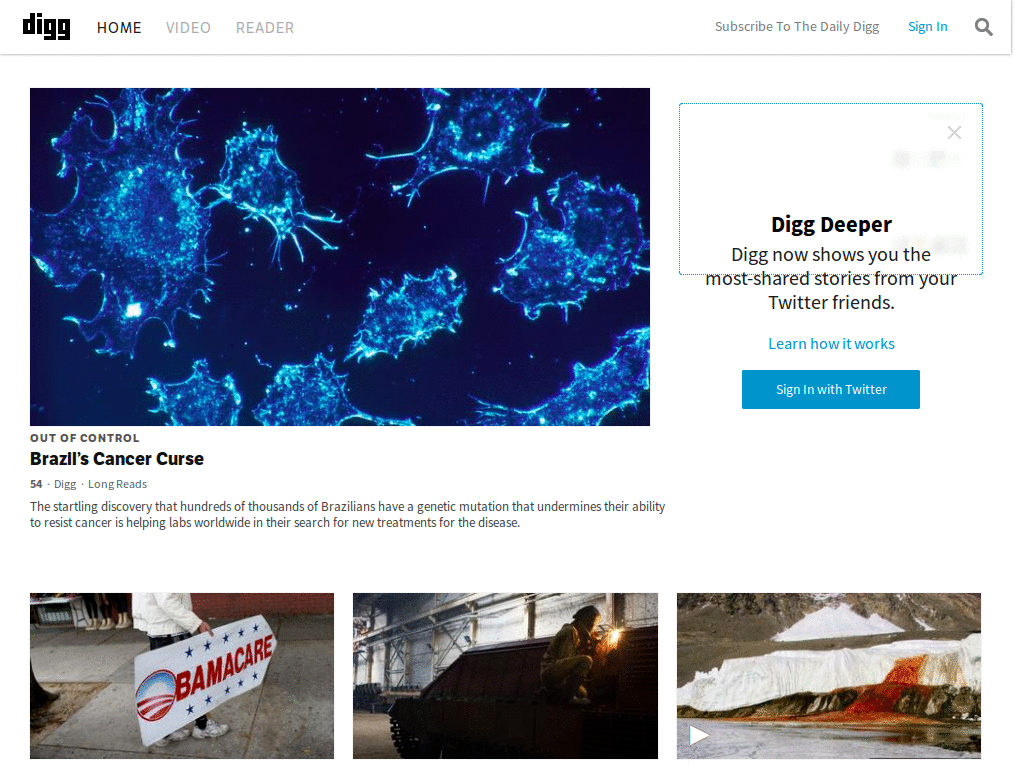 digg HOME VIDEO READER Subscribe To The Daily Digg Sign In
Digg Deeper
Digg now shows you the
most-shared stories from your
Twitter friends.
Learn how it works
Sign In with Twitter
OUT OF CONTROL
Brazil's Cancer Curse
54 · Digg · Long Reads
The startling discovery that hundreds of thousands of Brazilians have a genetic mutation that undermines their ability
to resist cancer is helping labs worldwide in their search for new treatments for the disease.
OBAMACARE